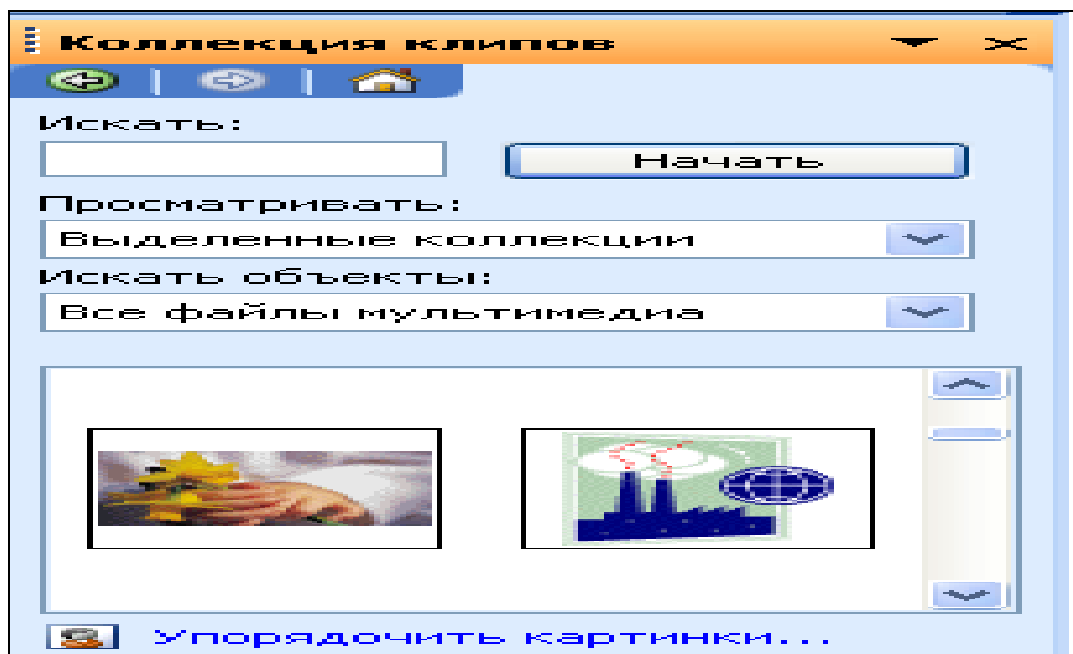 Коллекция клипов
Искать:
Начать
Просматривать:
Выделенные коллекции
Искать объекты:
Все файлы мультимедиа
Упорядочить картинки...